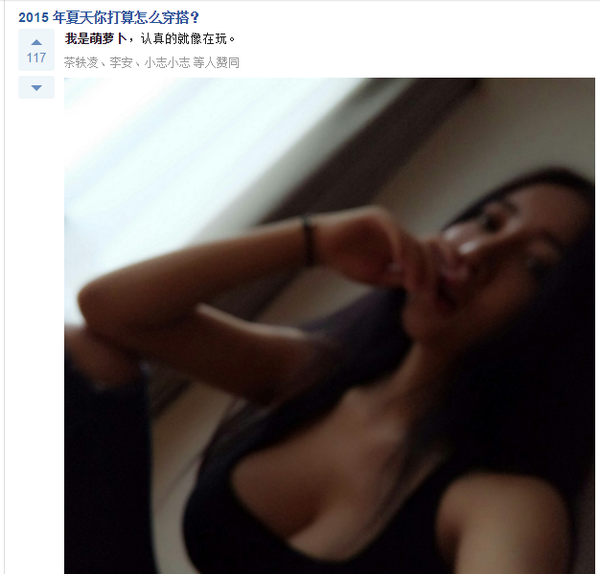 2015 年夏天你打算怎么穿搭？
我是萌萝卜，认真的就像在玩。
117
茶轶凌、李安、小志小志 等人赞同